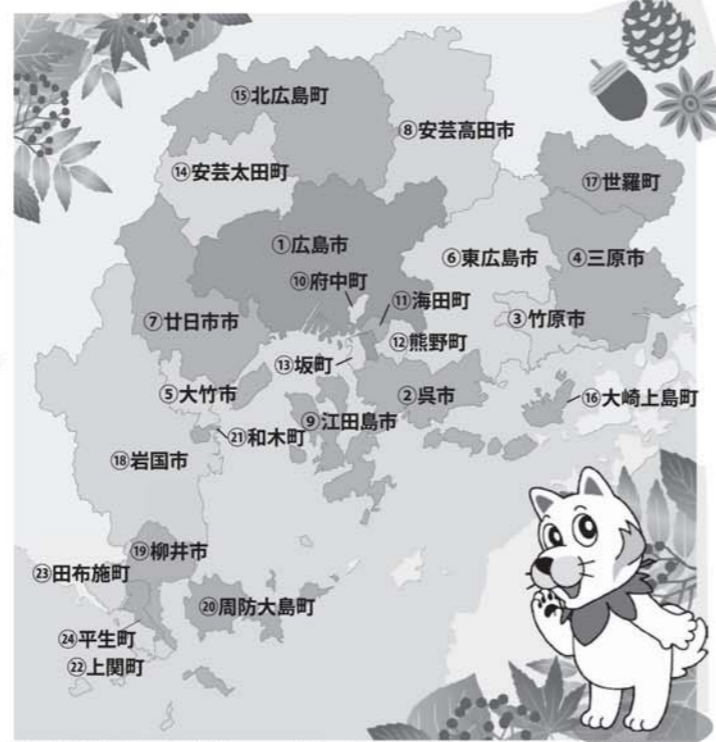 ⑮北広島町
⑧安芸高田市
⑭安芸太田町
⑰世羅町
①広島市
⑥東広島市
④三原市
⑩府中町
⑪海田町
③竹原市
⑦廿日市市
⑫熊野町
⑬坂町
⑤大竹市
②呉市
⑯大崎上島町
⑨江田島市
㉑和木町
⑱岩国市
⑲柳井市
㉓田布施町
⑳周防大島町
㉔平生町
㉒上関町